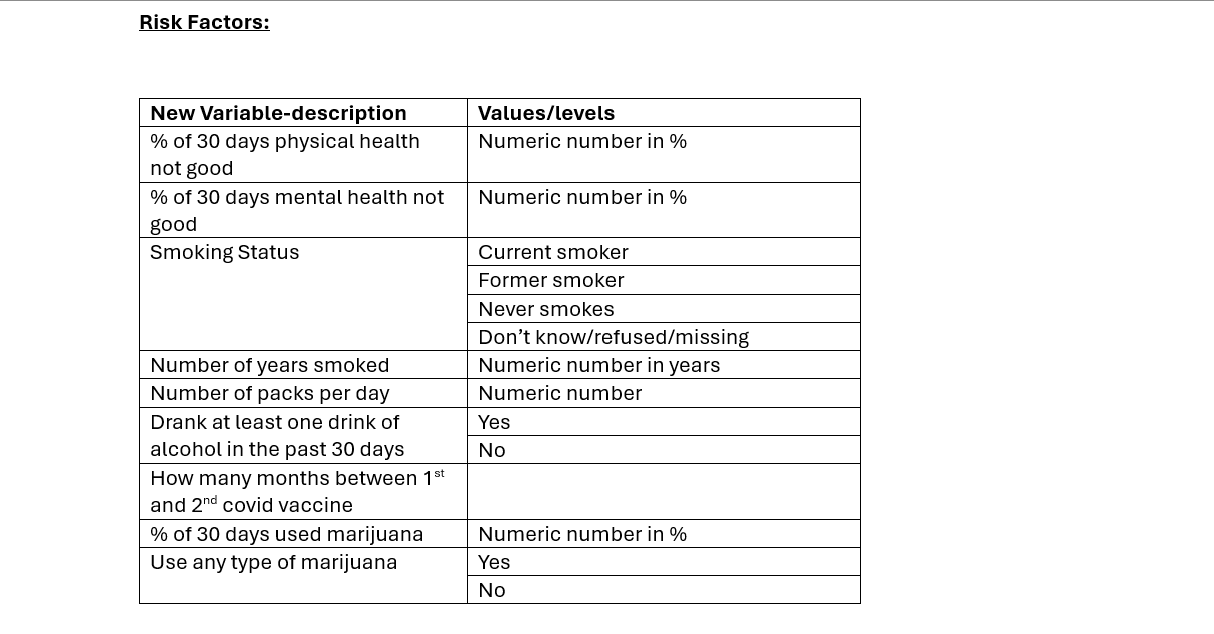 Risk Factors:
New Variable-description Values/levels
% of 30 days physical health Numeric number in %
not good
% of 30 days mental health not Numeric number in %
good
Smoking Status Current smoker
Former smoker
Never smokes
Don’t know/refused/missing
Number of years smoked Numeric number in years
Number of packs per day Numeric number
Drank at least one drink of Yes
alcohol in the past 30 days No
How many months between 1st
and 2nd covid vaccine
% of 30 days used marijuana Numeric number in %
Use any type of marijuana Yes
No